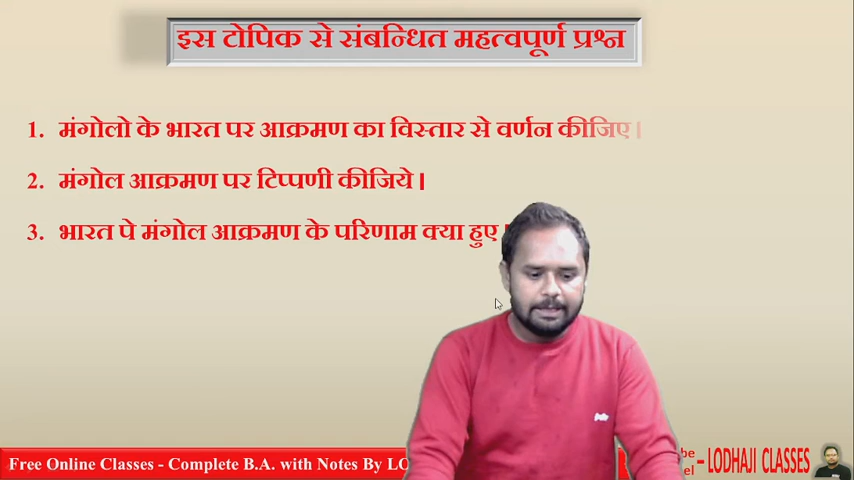 इस टोपिक से संबन्धित महत्वपूर्ण प्रश्न
1. मंगोलो के भारत पर आक्रमण का विस्तार से वर्णन कीजिए।
2. मंगोल आक्रमण पर टिप्पणी कीजिये।
3. भारत पे मंगोल आक्रमण के परिणाम क्या हुए
Free Online Classes - Complete B.A. with Notes By
– LODHAJI CLASSES